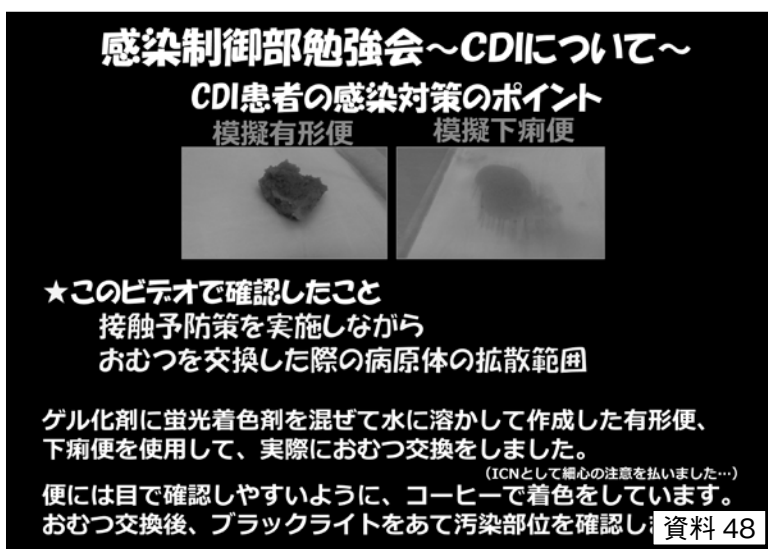 感染制御部勉強会～CDIについて～
CDI患者の感染対策のポイント
模擬有形便 模擬下痢便
★このビデオで確認したこと
接触予防策を実施しながら
おむつを交換した際の病原体の拡散範囲
ゲル化剤に蛍光着色剤を混ぜて水に溶かして作成した有形便、
下痢便を使用して、実際におむつ交換をしました。
（ICNとして細心の注意を払いました…）
便には目で確認しやすいように、コーヒーで着色をしています。
おむつ交換後、ブラックライトをあて汚染部位を確認し
資料 48